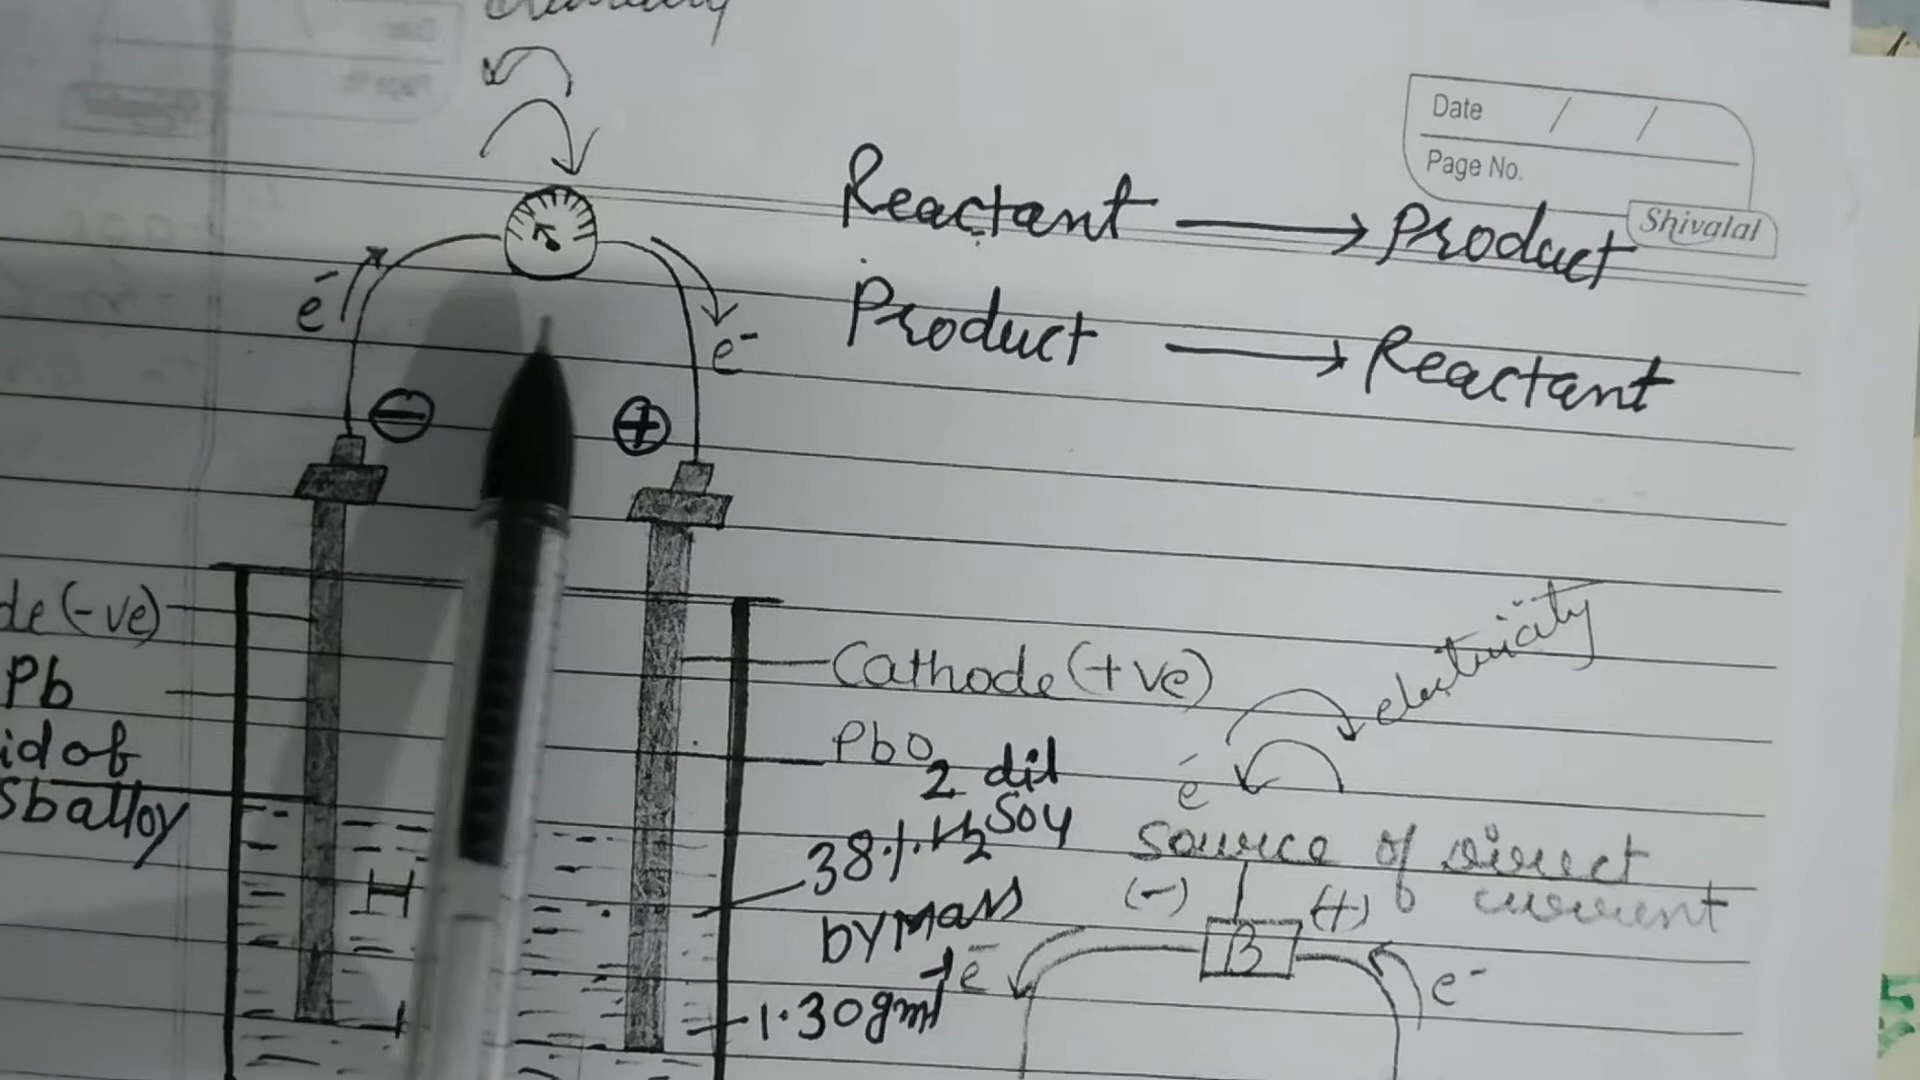 Date / /
Page No.
Shivalal
Reactant → Product
Product → Reactant
e⁻
e⁻
−
+
de (-ve)
Pb
id of
Sb alloy
Cathode (+ve)
PbO2
38% H2SO4 dil
by mass
1.30 gml
electricity
e⁻
Source of direct
current
(-) (+)
B
e⁻
e⁻